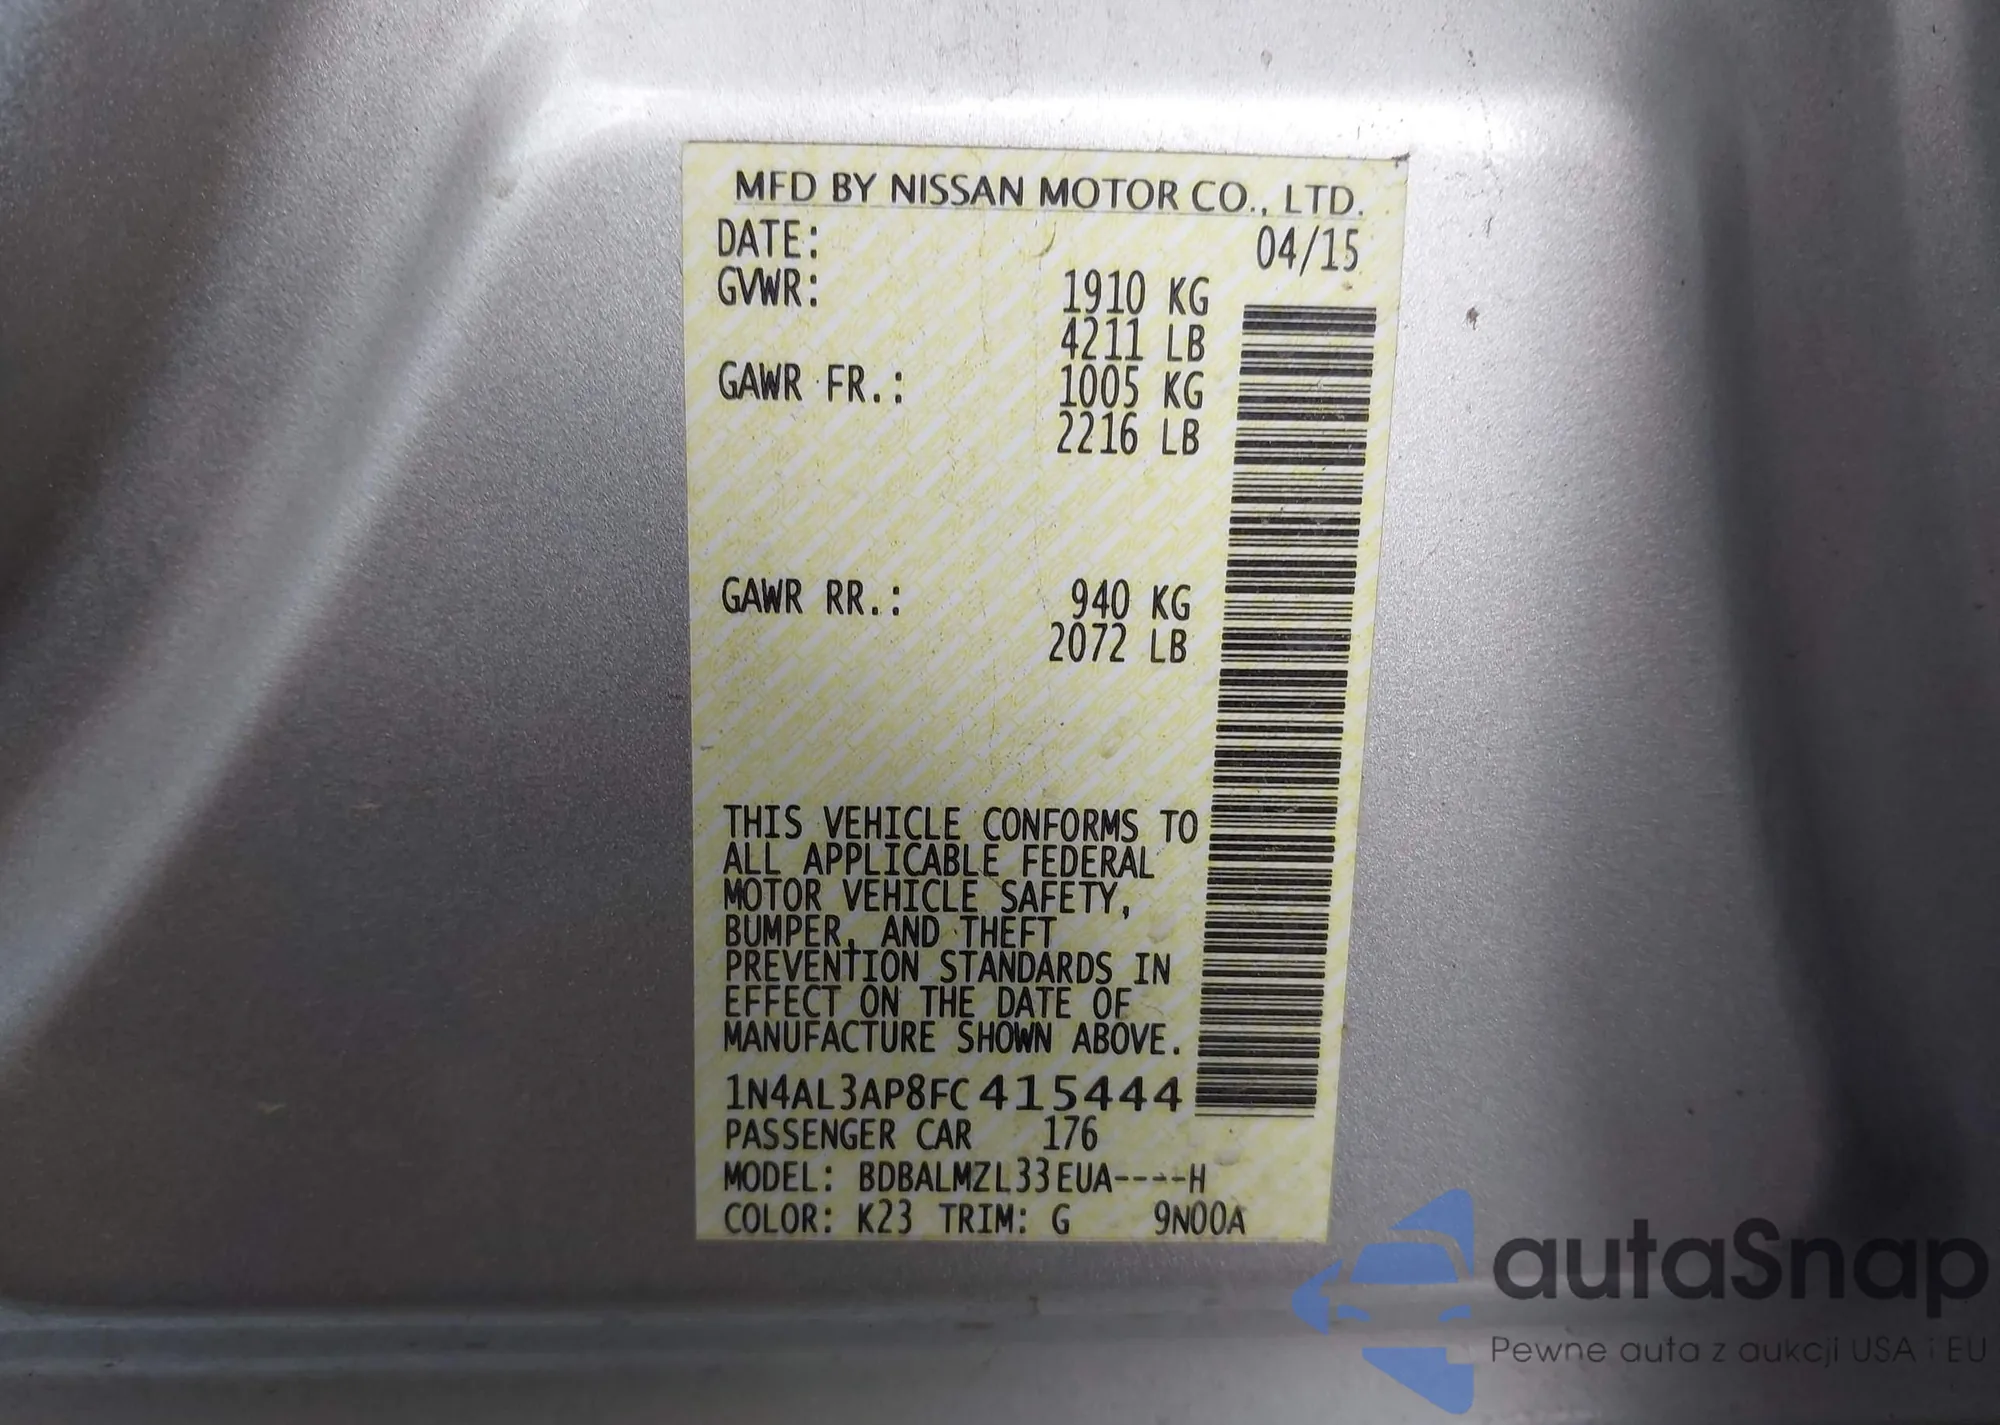 MFD BY NISSAN MOTOR CO., LTD.
DATE: 04/15
GVWR: 1910 KG
4211 LB
GAWR FR.: 1005 KG
2216 LB
GAWR RR.: 940 KG
2072 LB
THIS VEHICLE CONFORMS TO
ALL APPLICABLE FEDERAL
MOTOR VEHICLE SAFETY,
BUMPER, AND THEFT
PREVENTION STANDARDS IN
EFFECT ON THE DATE OF
MANUFACTURE SHOWN ABOVE.
1N4AL3AP8FC415444
PASSENGER CAR 176
MODEL: BDBALMZL33EUA----H
COLOR: K23 TRIM: G 9N00A
autaSnap
Pewne auta z aukcji USA i EU